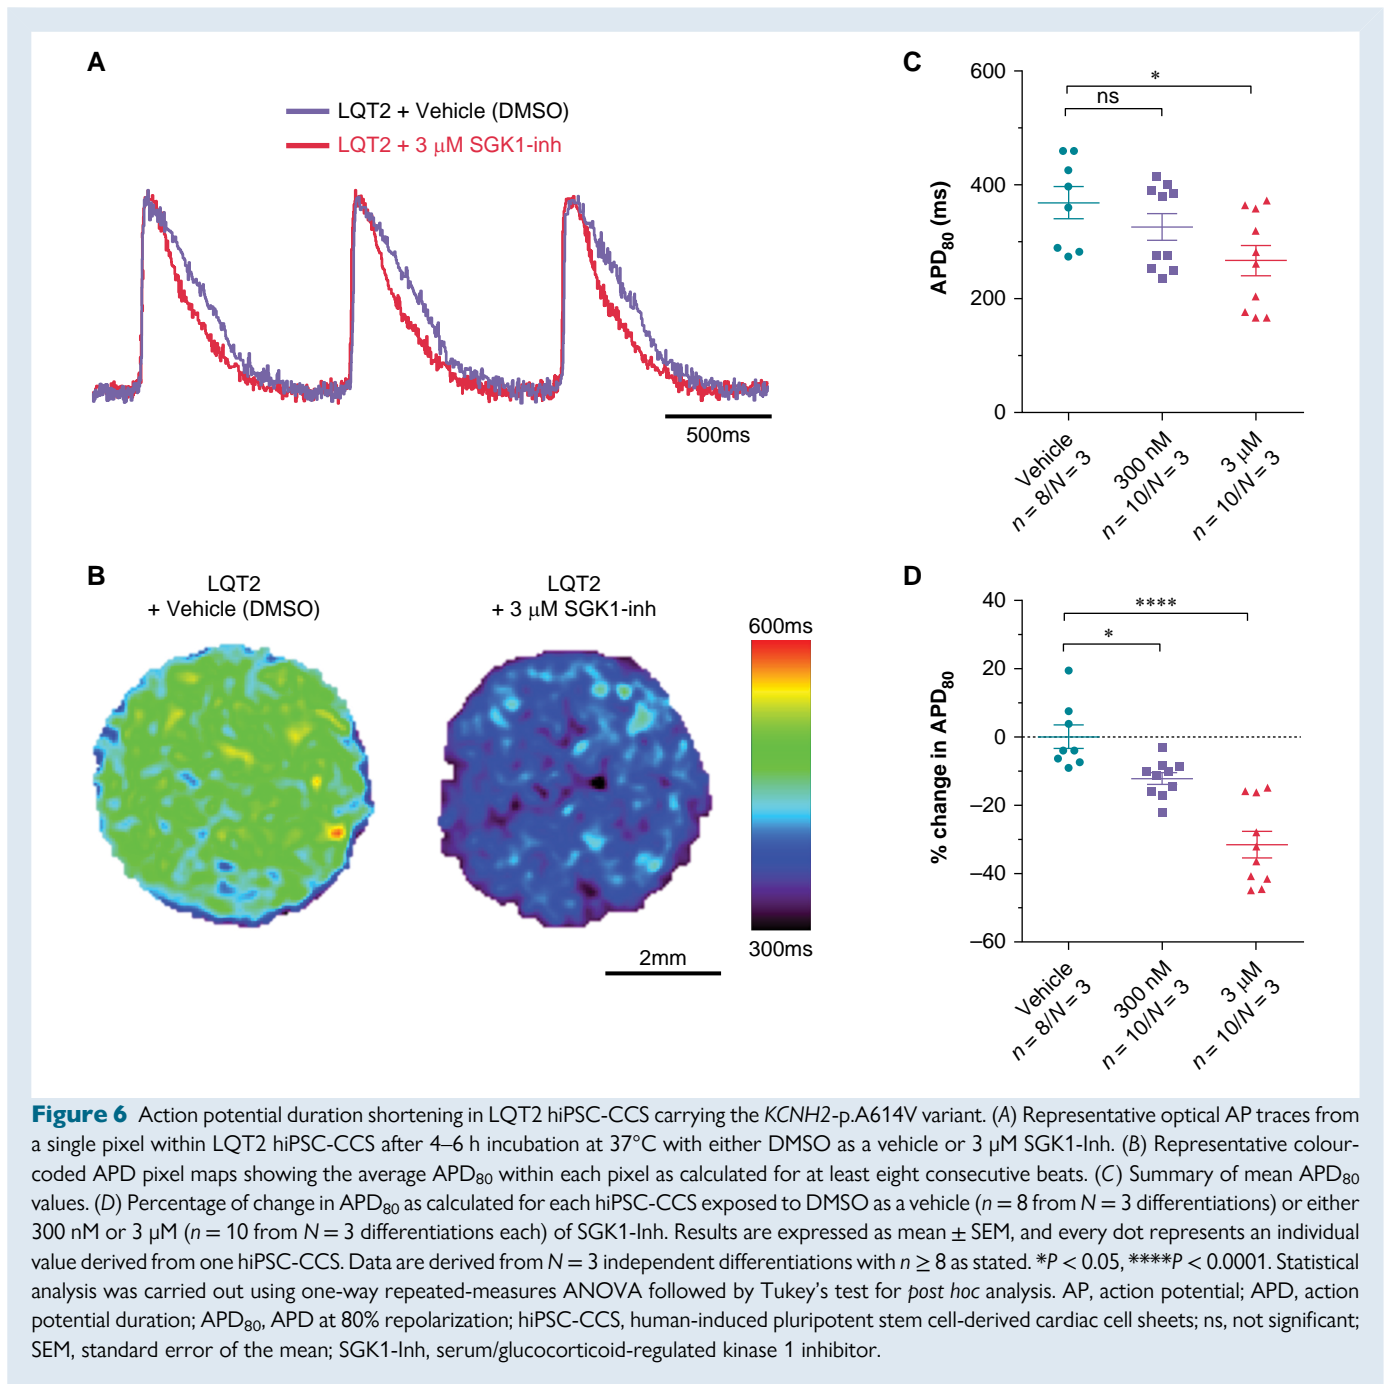 A
LQT2 + Vehicle (DMSO)
LQT2 + 3 μM SGK1-inh
500ms
B
LQT2
+ Vehicle (DMSO)
LQT2
+ 3 μM SGK1-inh
600ms
300ms
2mm
C
*
ns
APD80 (ms)
600
400
200
0
Vehicle
n = 8/N = 3
300 nM
n = 10/N = 3
3 μM
n = 10/N = 3
D
****
*
% change in APD80
40
20
0
–20
–40
–60
Vehicle
n = 8/N = 3
300 nM
n = 10/N = 3
3 μM
n = 10/N = 3
Figure 6 Action potential duration shortening in LQT2 hiPSC-CCS carrying the KCNH2-p.A614V variant. (A) Representative optical AP traces from
a single pixel within LQT2 hiPSC-CCS after 4–6 h incubation at 37°C with either DMSO as a vehicle or 3 μM SGK1-Inh. (B) Representative colour-
coded APD pixel maps showing the average APD80 within each pixel as calculated for at least eight consecutive beats. (C) Summary of mean APD80
values. (D) Percentage of change in APD80 as calculated for each hiPSC-CCS exposed to DMSO as a vehicle (n = 8 from N = 3 differentiations) or either
300 nM or 3 μM (n = 10 from N = 3 differentiations each) of SGK1-Inh. Results are expressed as mean ± SEM, and every dot represents an individual
value derived from one hiPSC-CCS. Data are derived from N = 3 independent differentiations with n ≥ 8 as stated. *P < 0.05, ****P < 0.0001. Statistical
analysis was carried out using one-way repeated-measures ANOVA followed by Tukey's test for post hoc analysis. AP, action potential; APD, action
potential duration; APD80, APD at 80% repolarization; hiPSC-CCS, human-induced pluripotent stem cell-derived cardiac cell sheets; ns, not significant;
SEM, standard error of the mean; SGK1-Inh, serum/glucocorticoid-regulated kinase 1 inhibitor.